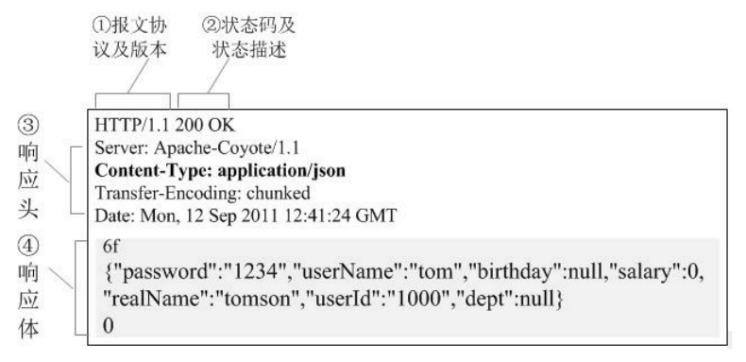 ①报文协
议及版本
②状态码及
状态描述
③
响
应
头
HTTP/1.1 200 OK
Server: Apache-Coyote/1.1
Content-Type: application/json
Transfer-Encoding: chunked
Date: Mon, 12 Sep 2011 12:41:24 GMT
④
响
应
体
6f
{"password":"1234","userName":"tom","birthday":null,"salary":0,
"realName":"tomson","userId":"1000","dept":null}
0